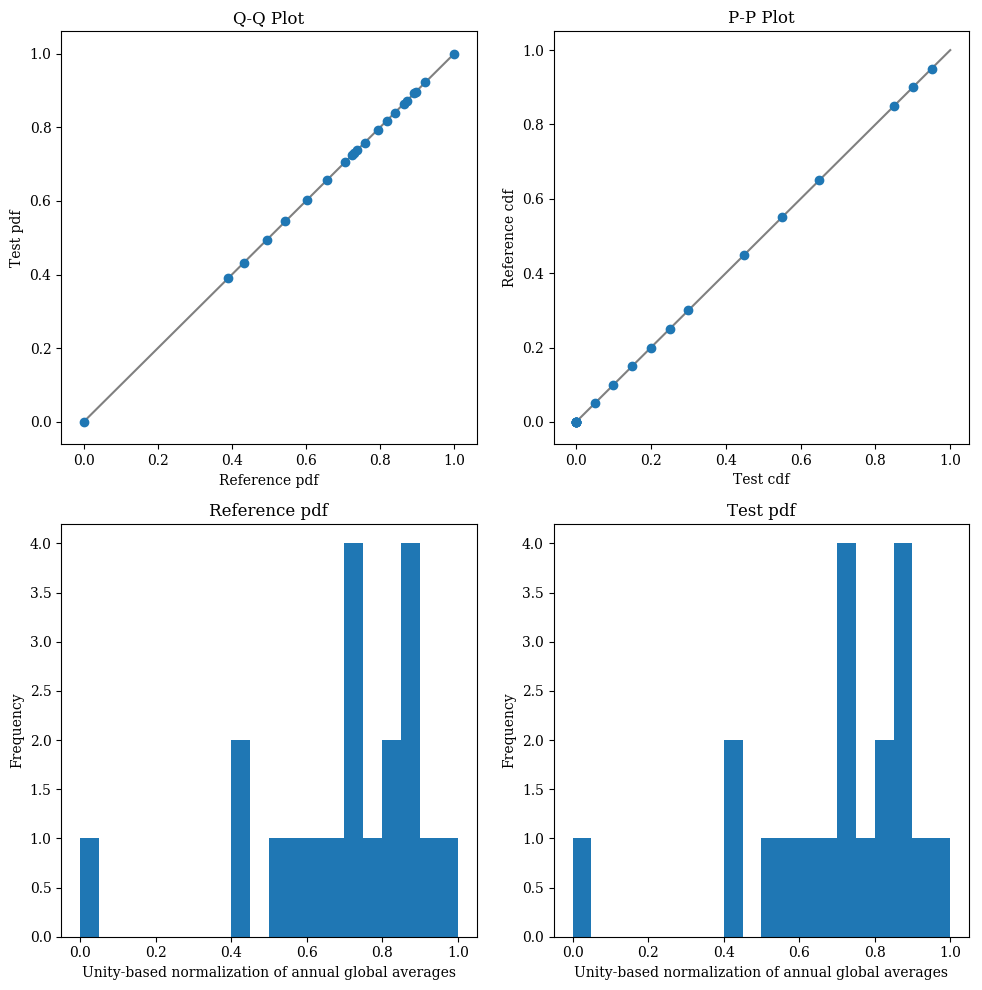 Q-Q Plot
1.0
0.8
0.6
0.4
0.2
0.0
Test pdf
0.0 0.2 0.4 0.6 0.8 1.0
Reference pdf
P-P Plot
1.0
0.8
0.6
0.4
0.2
0.0
Reference cdf
0.0 0.2 0.4 0.6 0.8 1.0
Test cdf
Reference pdf
4.0
3.5
3.0
2.5
2.0
1.5
1.0
0.5
0.0
Frequency
0.0 0.2 0.4 0.6 0.8 1.0
Unity-based normalization of annual global averages
Test pdf
4.0
3.5
3.0
2.5
2.0
1.5
1.0
0.5
0.0
Frequency
0.0 0.2 0.4 0.6 0.8 1.0
Unity-based normalization of annual global averages